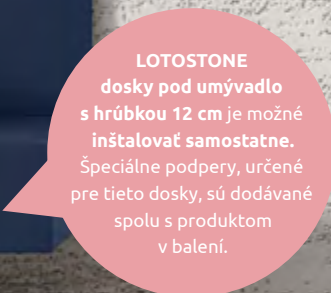 LOTOSTONE
dosky pod umývadlo
s hrúbkou 12 cm je možné
inštalovať samostatne.
Špeciálne podpery, určené
pre tieto dosky, sú dodávané
spolu s produktom
v balení.